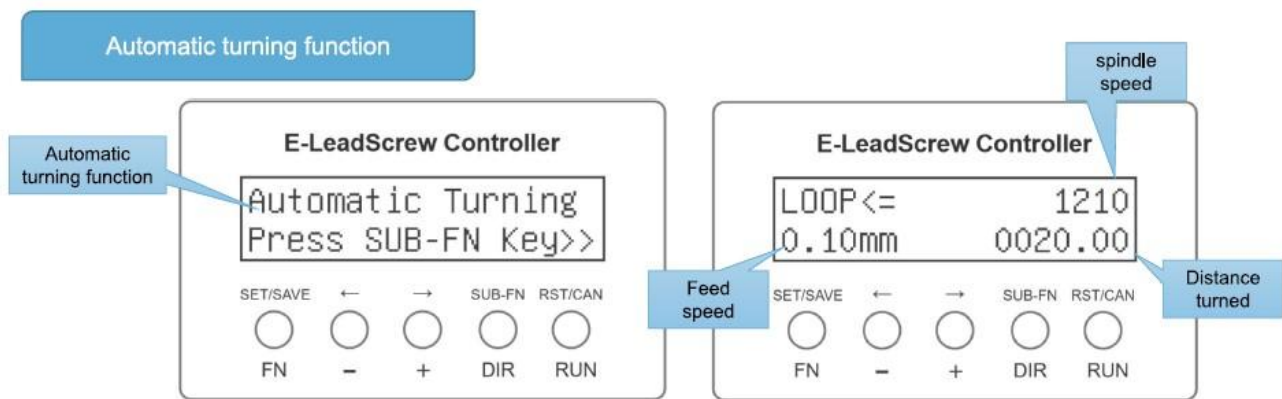 Automatic turning function
spindle
speed
Automatic
turning function
E-LeadScrew Controller
Automatic Turning
Press SUB-FN Key>>
SET/SAVE ← → SUB-FN RST/CAN
FN - + DIR RUN
E-LeadScrew Controller
LOOP<= 1210
0.10mm 0020.00
Feed
speed
Distance
turned
SET/SAVE ← → SUB-FN RST/CAN
FN - + DIR RUN